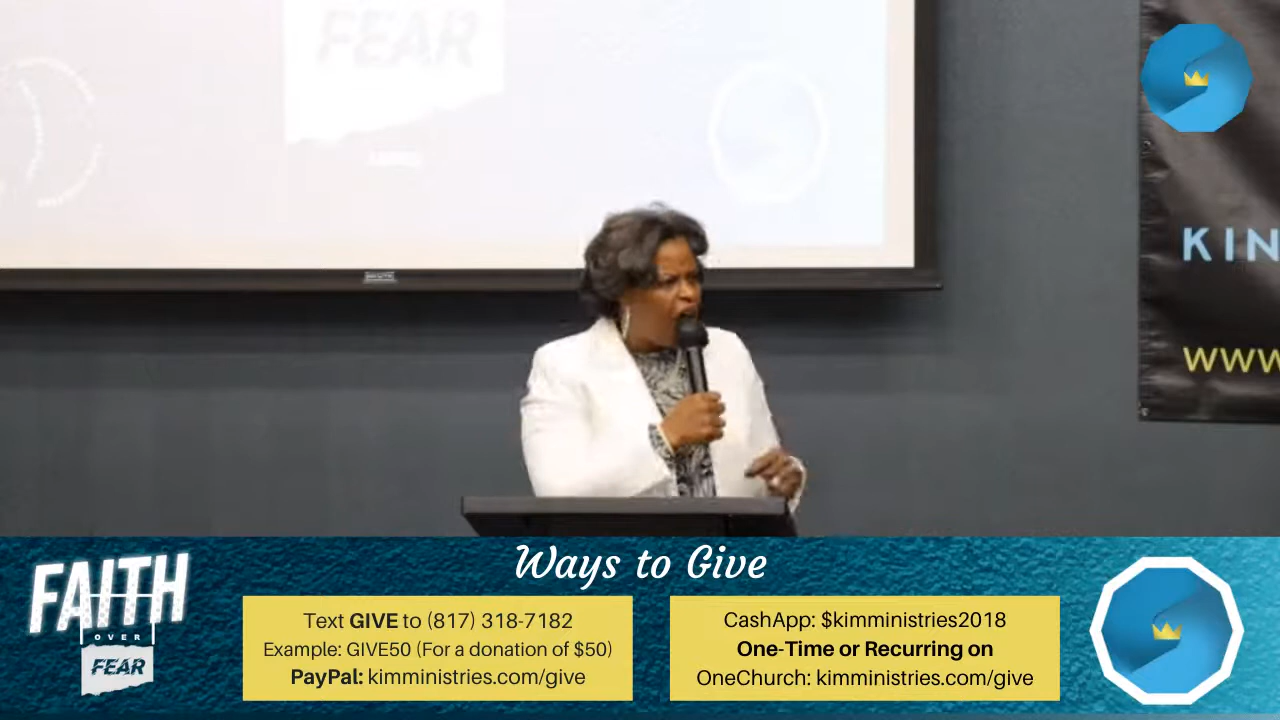 FEAR
KIN
WWW
Ways to Give
FAITH
OVER
FEAR
Text GIVE to (817) 318-7182
Example: GIVE50 (For a donation of $50)
PayPal: kimministries.com/give
CashApp: $kimministries2018
One-Time or Recurring on
OneChurch: kimministries.com/give